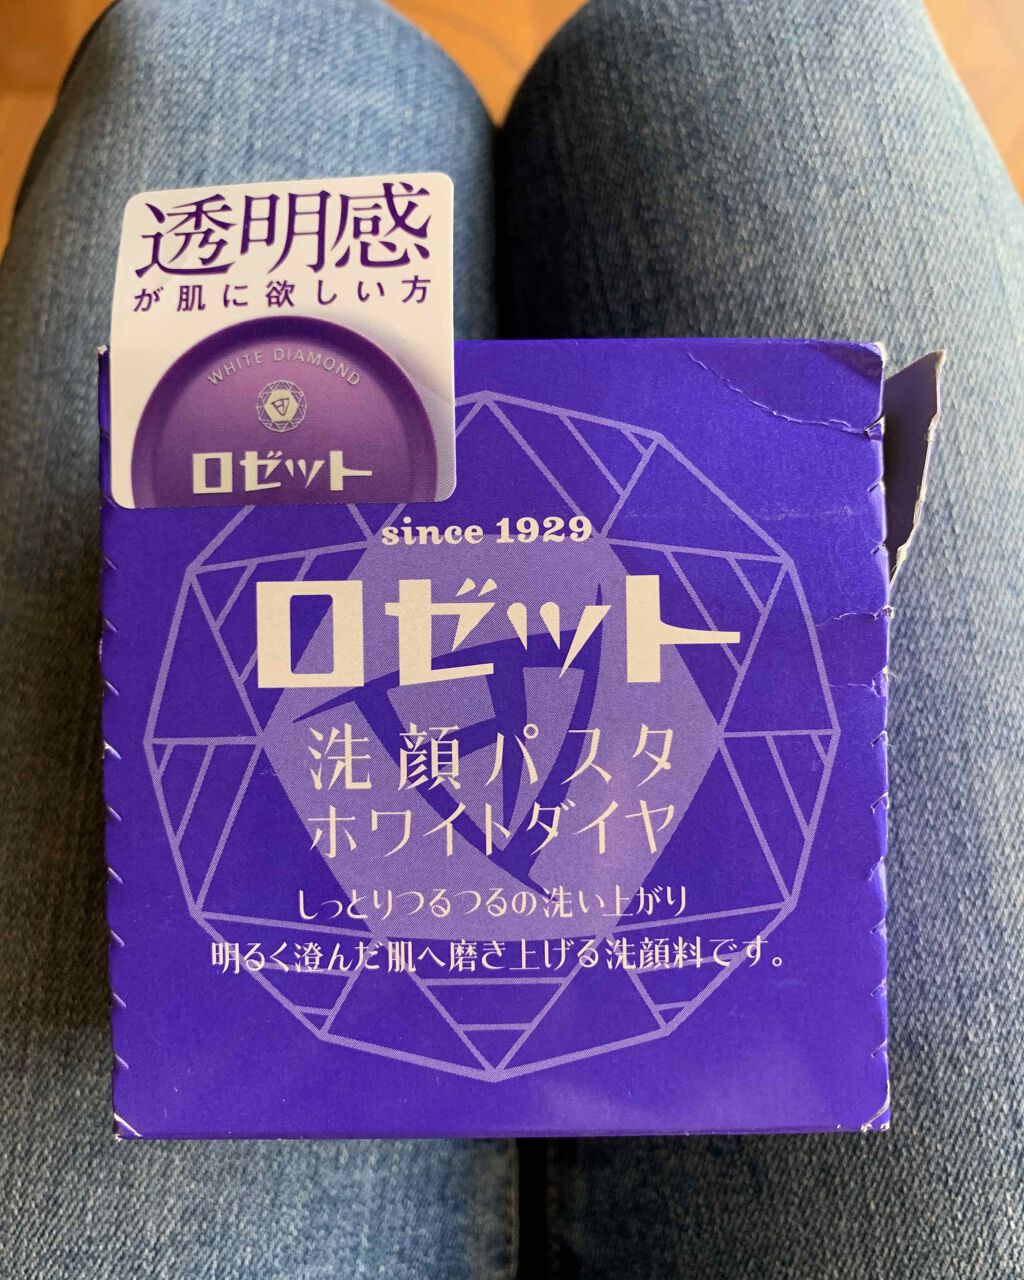 透明感
が肌に欲しい方
WHITE DIAMOND
ロゼット
since 1929
ロゼット
洗顔パスタ
ホワイトダイヤ
しっとりつるつるの洗い上がり
明るく澄んだ肌へ磨き上げる洗顔料です。